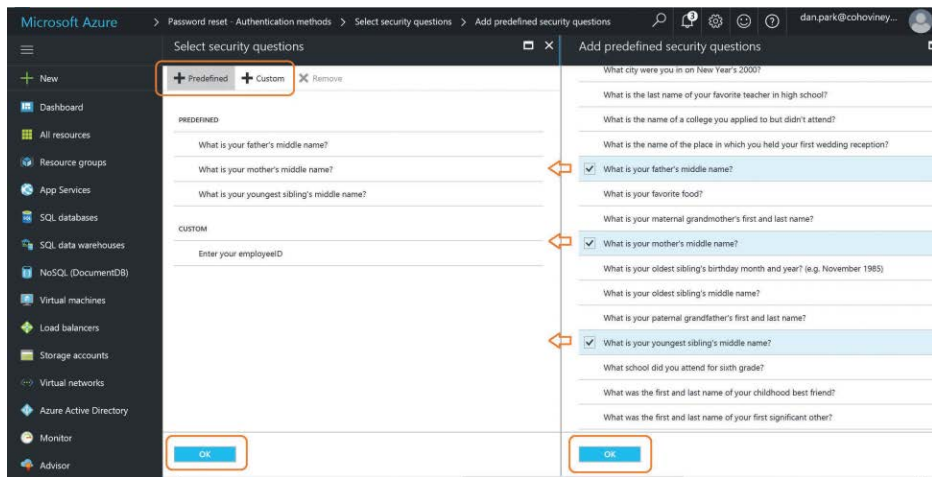 Microsoft Azure
Password reset - Authentication methods > Select security questions > Add predefined security questions
3
dan.park@cohoviney...
Select security questions
Add predefined security questions
New
Dashboard
All resources
Resource groups
App Services
SQL databases
SQL data warehouses
NoSQL (DocumentDB)
Virtual machines
Load balancers
Storage accounts
Virtual networks
Azure Active Directory
Monitor
Advisor
Predefined
Custom
Remove
PREDEFINED
What is your father's middle name?
What is your mother's middle name?
What is your youngest sibling's middle name?
CUSTOM
Enter your employeeID
OK
What city were you in on New Year's 2000?
What is the last name of your favorite teacher in high school?
What is the name of a college you applied to but didn't attend?
What is the name of the place in which you held your first wedding reception?
What is your father's middle name?
What is your favorite food?
What is your maternal grandmother's first and last name?
What is your mother's middle name?
What is your oldest sibling's birthday month and year? (e.g. November 1985)
What is your oldest sibling's middle name?
What is your paternal grandfather's first and last name?
What is your youngest sibling's middle name?
What school did you attend for sixth grade?
What was the first and last name of your childhood best friend?
What was the first and last name of your first significant other?
OK